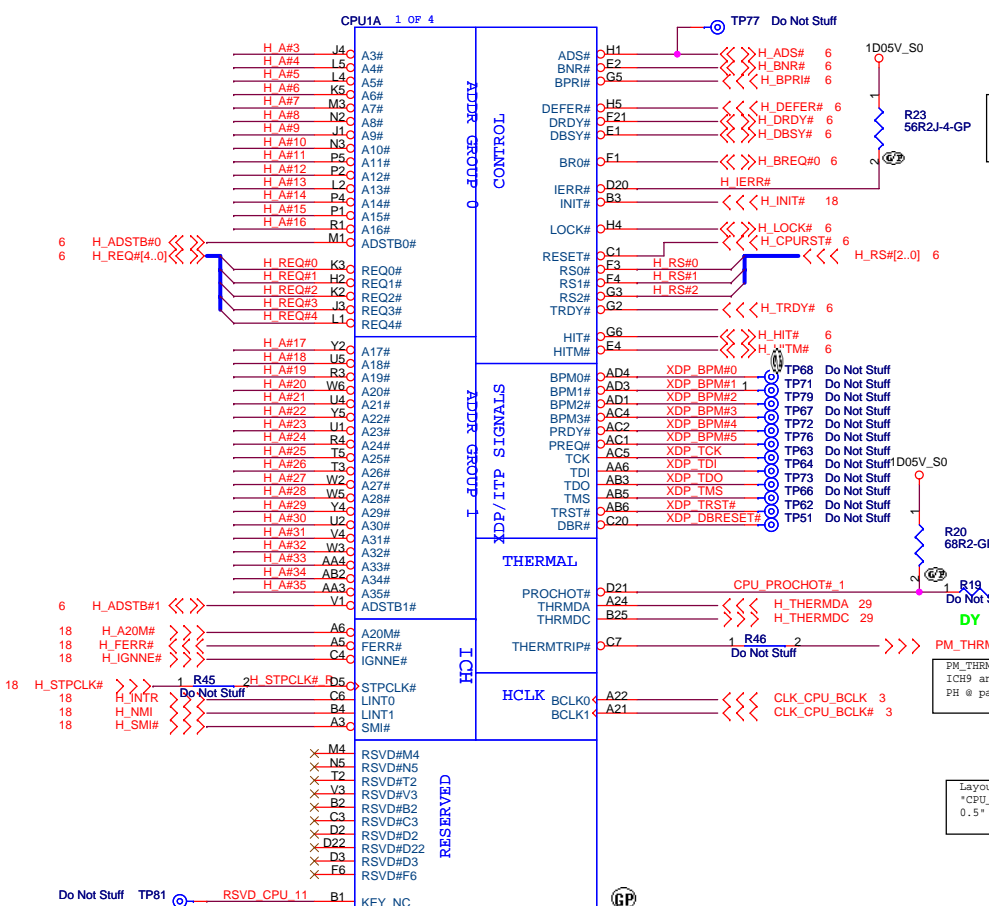 CPU1A 1 OF 4
TP77 Do Not Stuff
H_A#3 J4 A3# ADS# H1 H_ADS# 6
H_A#4 L5 A4# BNR# E2 H_BNR# 6
H_A#5 L4 A5# BPRI# G5 H_BPRI# 6
1D05V_S0
H_A#6 K5 A6#
H_A#7 M3 A7# DEFER# H5 H_DEFER# 6
H_A#8 N2 A8# DRDY# F21 H_DRDY# 6
H_A#9 J1 A9# DBSY# E1 H_DBSY# 6
1 R23
56R2J-4-GP
2
H_A#10 N3 A10#
H_A#11 P5 A11# BR0# F1 H_BREQ#0 6
H_A#12 P2 A12#
H_A#13 L2 A13# IERR# D20 H_IERR#
H_A#14 P4 A14# INIT# B3 H_INIT# 18
H_A#15 P1 A15#
H_A#16 R1 A16# LOCK# H4 H_LOCK# 6
6 H_ADSTB#0 M1 ADSTB0#
ADDR GROUP 0
CONTROL
6 H_REQ#[4..0]
RESET# C1 H_CPURST# 6
H_REQ#0 K3 REQ0# RS0# F3 H_RS#0 H_RS#[2..0] 6
H_REQ#1 H2 REQ1# RS1# F4 H_RS#1
H_REQ#2 K2 REQ2# RS2# G3 H_RS#2
H_REQ#3 J3 REQ3# TRDY# G2 H_TRDY# 6
H_REQ#4 L1 REQ4#
HIT# G6 H_HIT# 6
HITM# E4
H_A#17 Y2 A17#
H_A#18 U5 A18#
H_A#19 R3 A19# BPM0# AD4 XDP_BPM#0 TP68 Do Not Stuff
H_A#20 W6 A20# BPM1# AD3 XDP_BPM#1 1 TP71 Do Not Stuff
H_A#21 U4 A21# BPM2# AD1 XDP_BPM#2 TP79 Do Not Stuff
H_A#22 Y5 A22# BPM3# AC4 XDP_BPM#3 TP67 Do Not Stuff
H_A#23 U1 A23# PRDY# AC2 XDP_BPM#4 TP72 Do Not Stuff
H_A#24 R4 A24# PREQ# AC1 XDP_BPM#5 TP76 Do Not Stuff
H_A#25 T5 A25# TCK AC5 XDP_TCK TP63 Do Not Stuff
H_A#26 T3 A26# TDI AA6 XDP_TDI TP64 Do Not Stuff
H_A#27 W2 A27# TDO AB3 XDP_TDO TP73 Do Not Stuff
H_A#28 W5 A28# TMS AB5 XDP_TMS TP66 Do Not Stuff
H_A#29 Y4 A29# TRST# AB6 XDP_TRST# TP62 Do Not Stuff
H_A#30 U2 A30# DBR# C20 XDP_DBRESET# TP51 Do Not Stuff
ADDR GROUP 1
XDP/ITP SIGNALS
1D05V_S0
H_A#31 V4 A31#
H_A#32 W3 A32#
H_A#33 AA4 A33#
H_A#34 AB2 A34#
H_A#35 AA3 A35#
6 H_ADSTB#1 V1 ADSTB1#
THERMAL
1 R20
2
PROCHOT# D21 CPU_PROCHOT#_1 1 R19
THRMDA A24 H_THERMDA 29
THRMDC B25 H_THERMDC 29
Do Not
DY
18 H_A20M# A6 A20M#
18 H_FERR# A5 FERR#
18 H_IGNNE# C4 IGNNE#
THERMTRIP# C7 1 R46 2
Do Not Stuff
ICH
18 H_STPCLK# 1 R45 2 H_STPCLK#_R D5 STPCLK#
Do Not Stuff
18 H_INTR C6 LINT0
18 H_NMI B4 LINT1
18 H_SMI# A3 SMI#
HCLK
BCLK0 A22 CLK_CPU_BCLK 3
BCLK1 A21 CLK_CPU_BCLK# 3
ICH9
PH @
M4 RSVD#M4
N5 RSVD#N5
T2 RSVD#T2
V3 RSVD#V3
B2 RSVD#B2
C3 RSVD#C3
D2 RSVD#D2
D22 RSVD#D22
D3 RSVD#D3
F6 RSVD#F6
RESERVED
0.5"
Do Not Stuff TP81 RSVD_CPU_11 B1 KEY_NC
GP